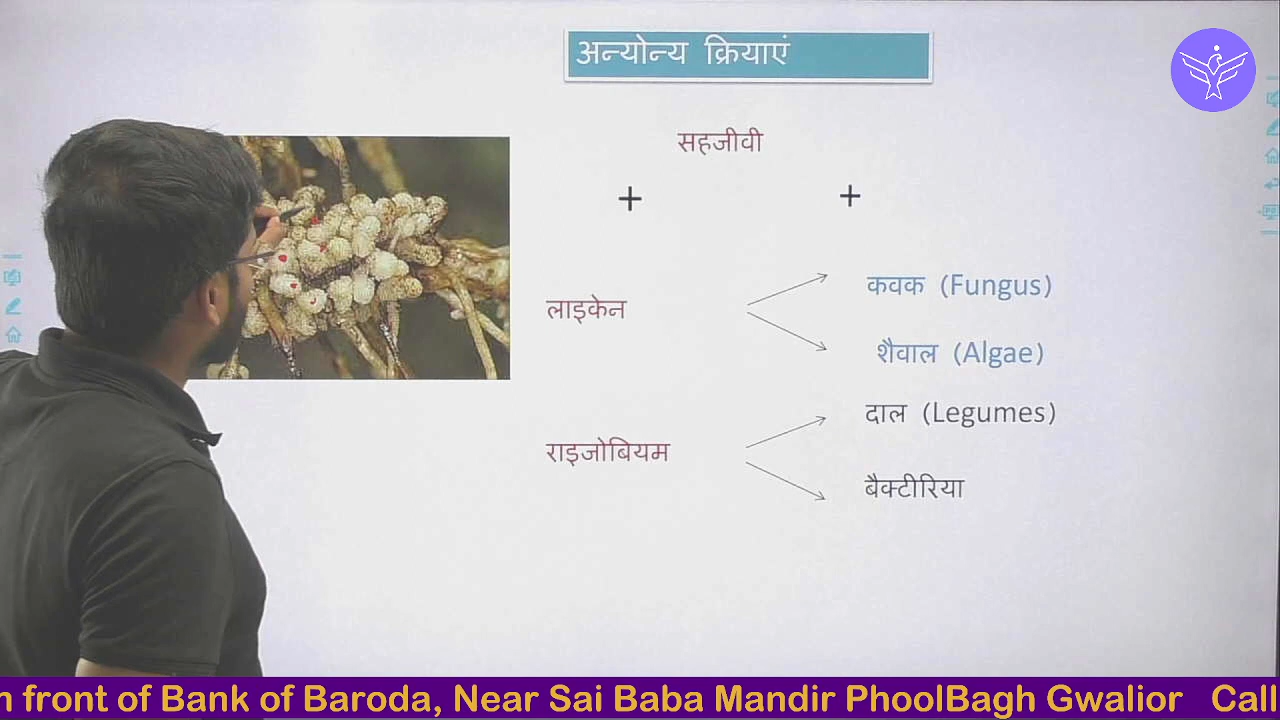 अन्योन्य क्रियाएं
सहजीवी
+ +
लाइकेन
कवक (Fungus)
शैवाल (Algae)
राइजोबियम
दाल (Legumes)
बैक्टीरिया
front of Bank of Baroda, Near Sai Baba Mandir PhoolBagh Gwalior Call